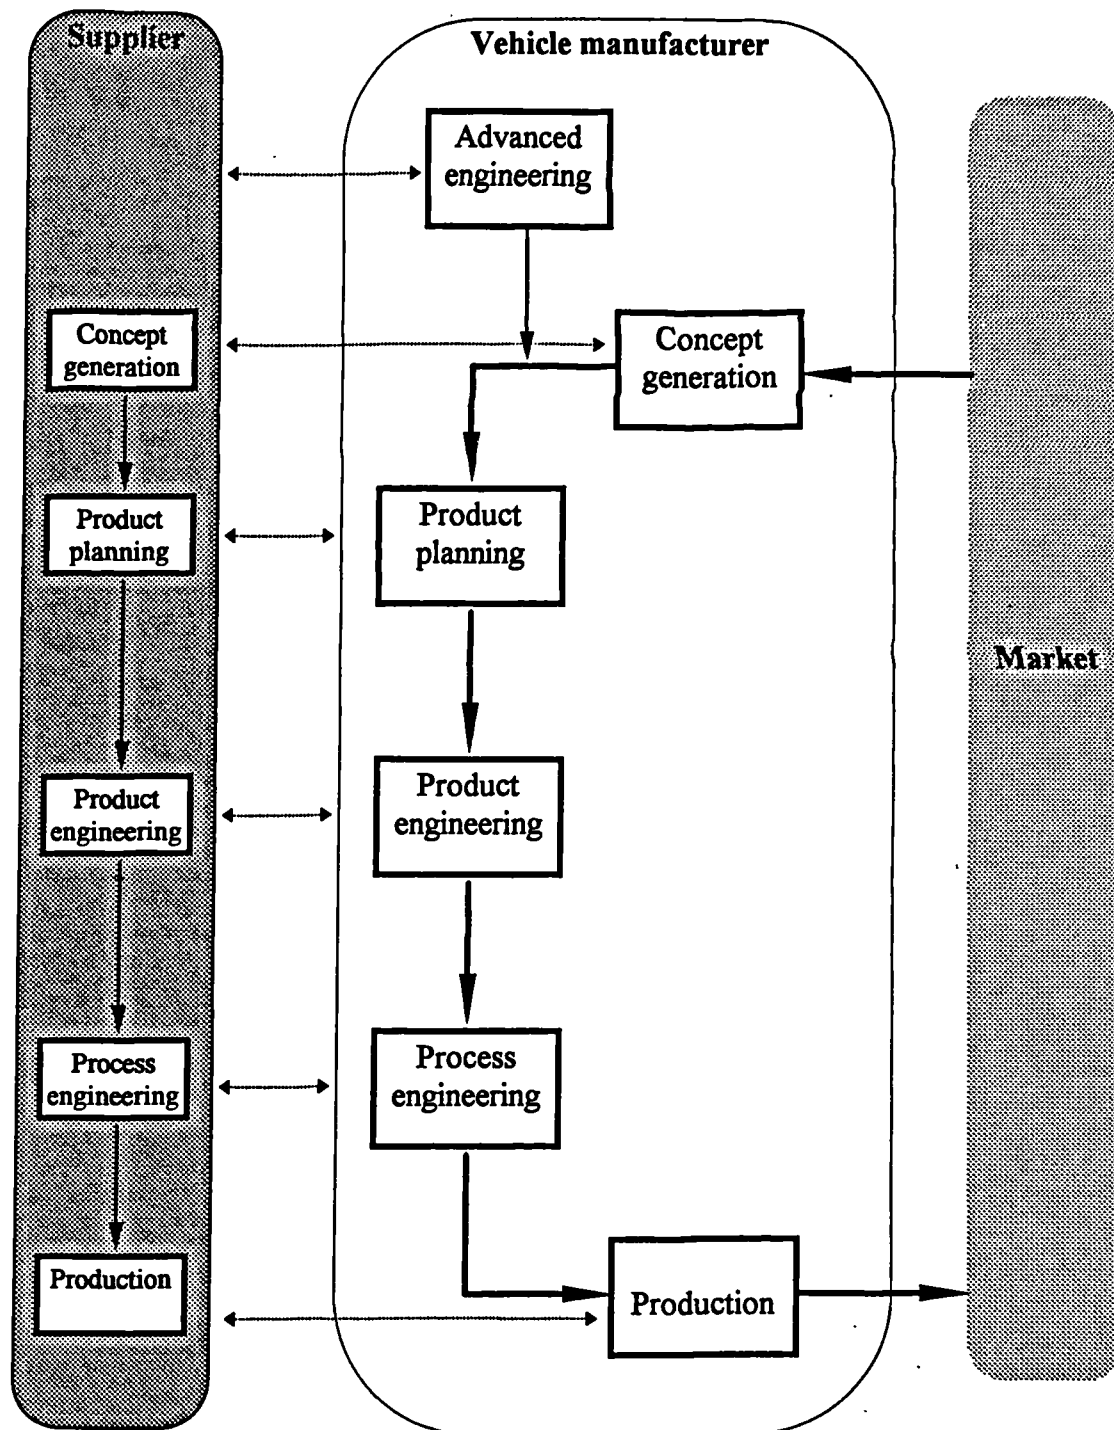 Supplier
Vehicle manufacturer
Advanced
engineering
Concept
generation
Concept
generation
Product
planning
Product
planning
Market
Product
engineering
Product
engineering
Process
engineering
Process
engineering
Production
Production